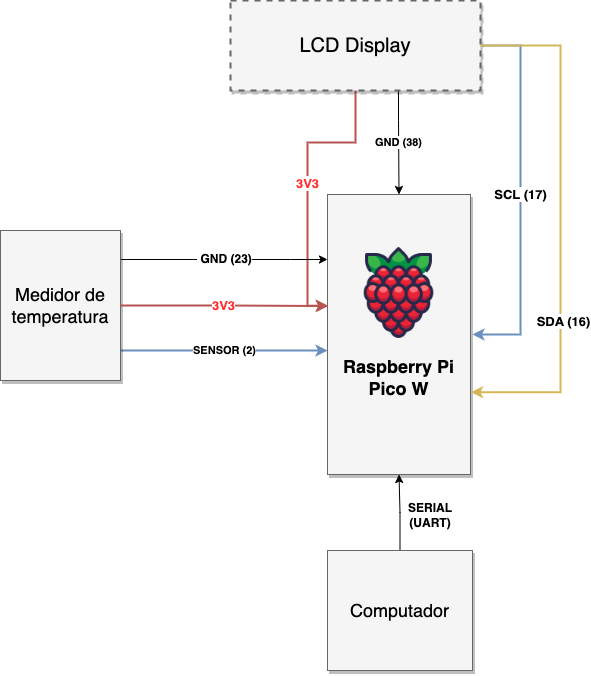 LCD Display
GND (38)
3V3
SCL (17)
GND (23)
Medidor de
temperatura
3V3
SDA (16)
SENSOR (2)
Raspberry Pi
Pico W
SERIAL
(UART)
Computador